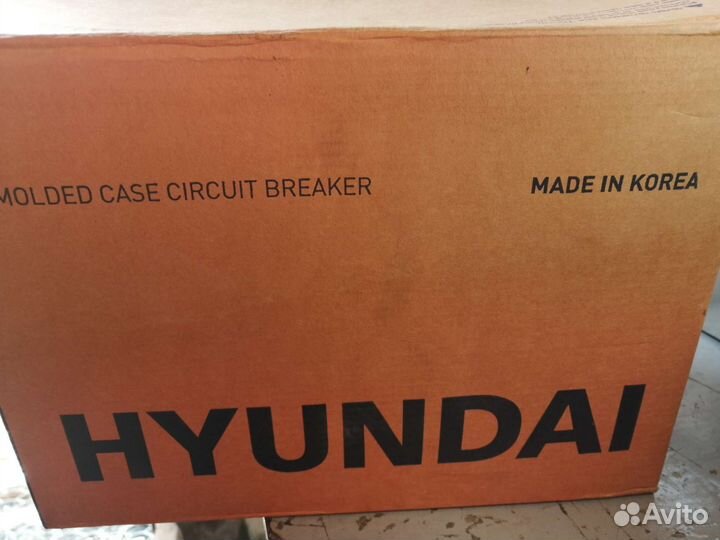 MOLDED CASE CIRCUIT BREAKER
MADE IN KOREA
HYUNDAI
Avito